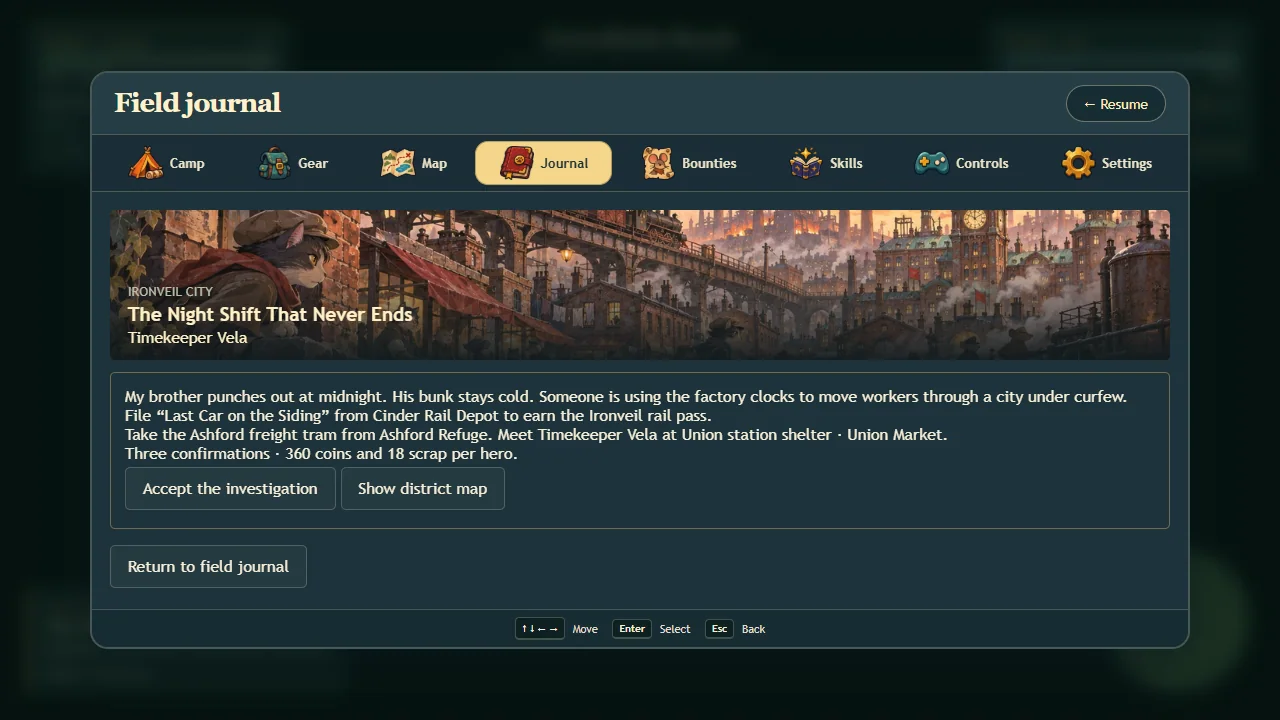 Field journal
← Resume
Camp
Gear
Map
Journal
Bounties
Skills
Controls
Settings
IRONVEIL CITY
The Night Shift That Never Ends
Timekeeper Vela
My brother punches out at midnight. His bunk stays cold. Someone is using the factory clocks to move workers through a city under curfew.
File “Last Car on the Siding” from Cinder Rail Depot to earn the Ironveil rail pass.
Take the Ashford freight tram from Ashford Refuge. Meet Timekeeper Vela at Union station shelter · Union Market.
Three confirmations · 360 coins and 18 scrap per hero.
Accept the investigation
Show district map
Return to field journal
↑↓←→ Move Enter Select Esc Back